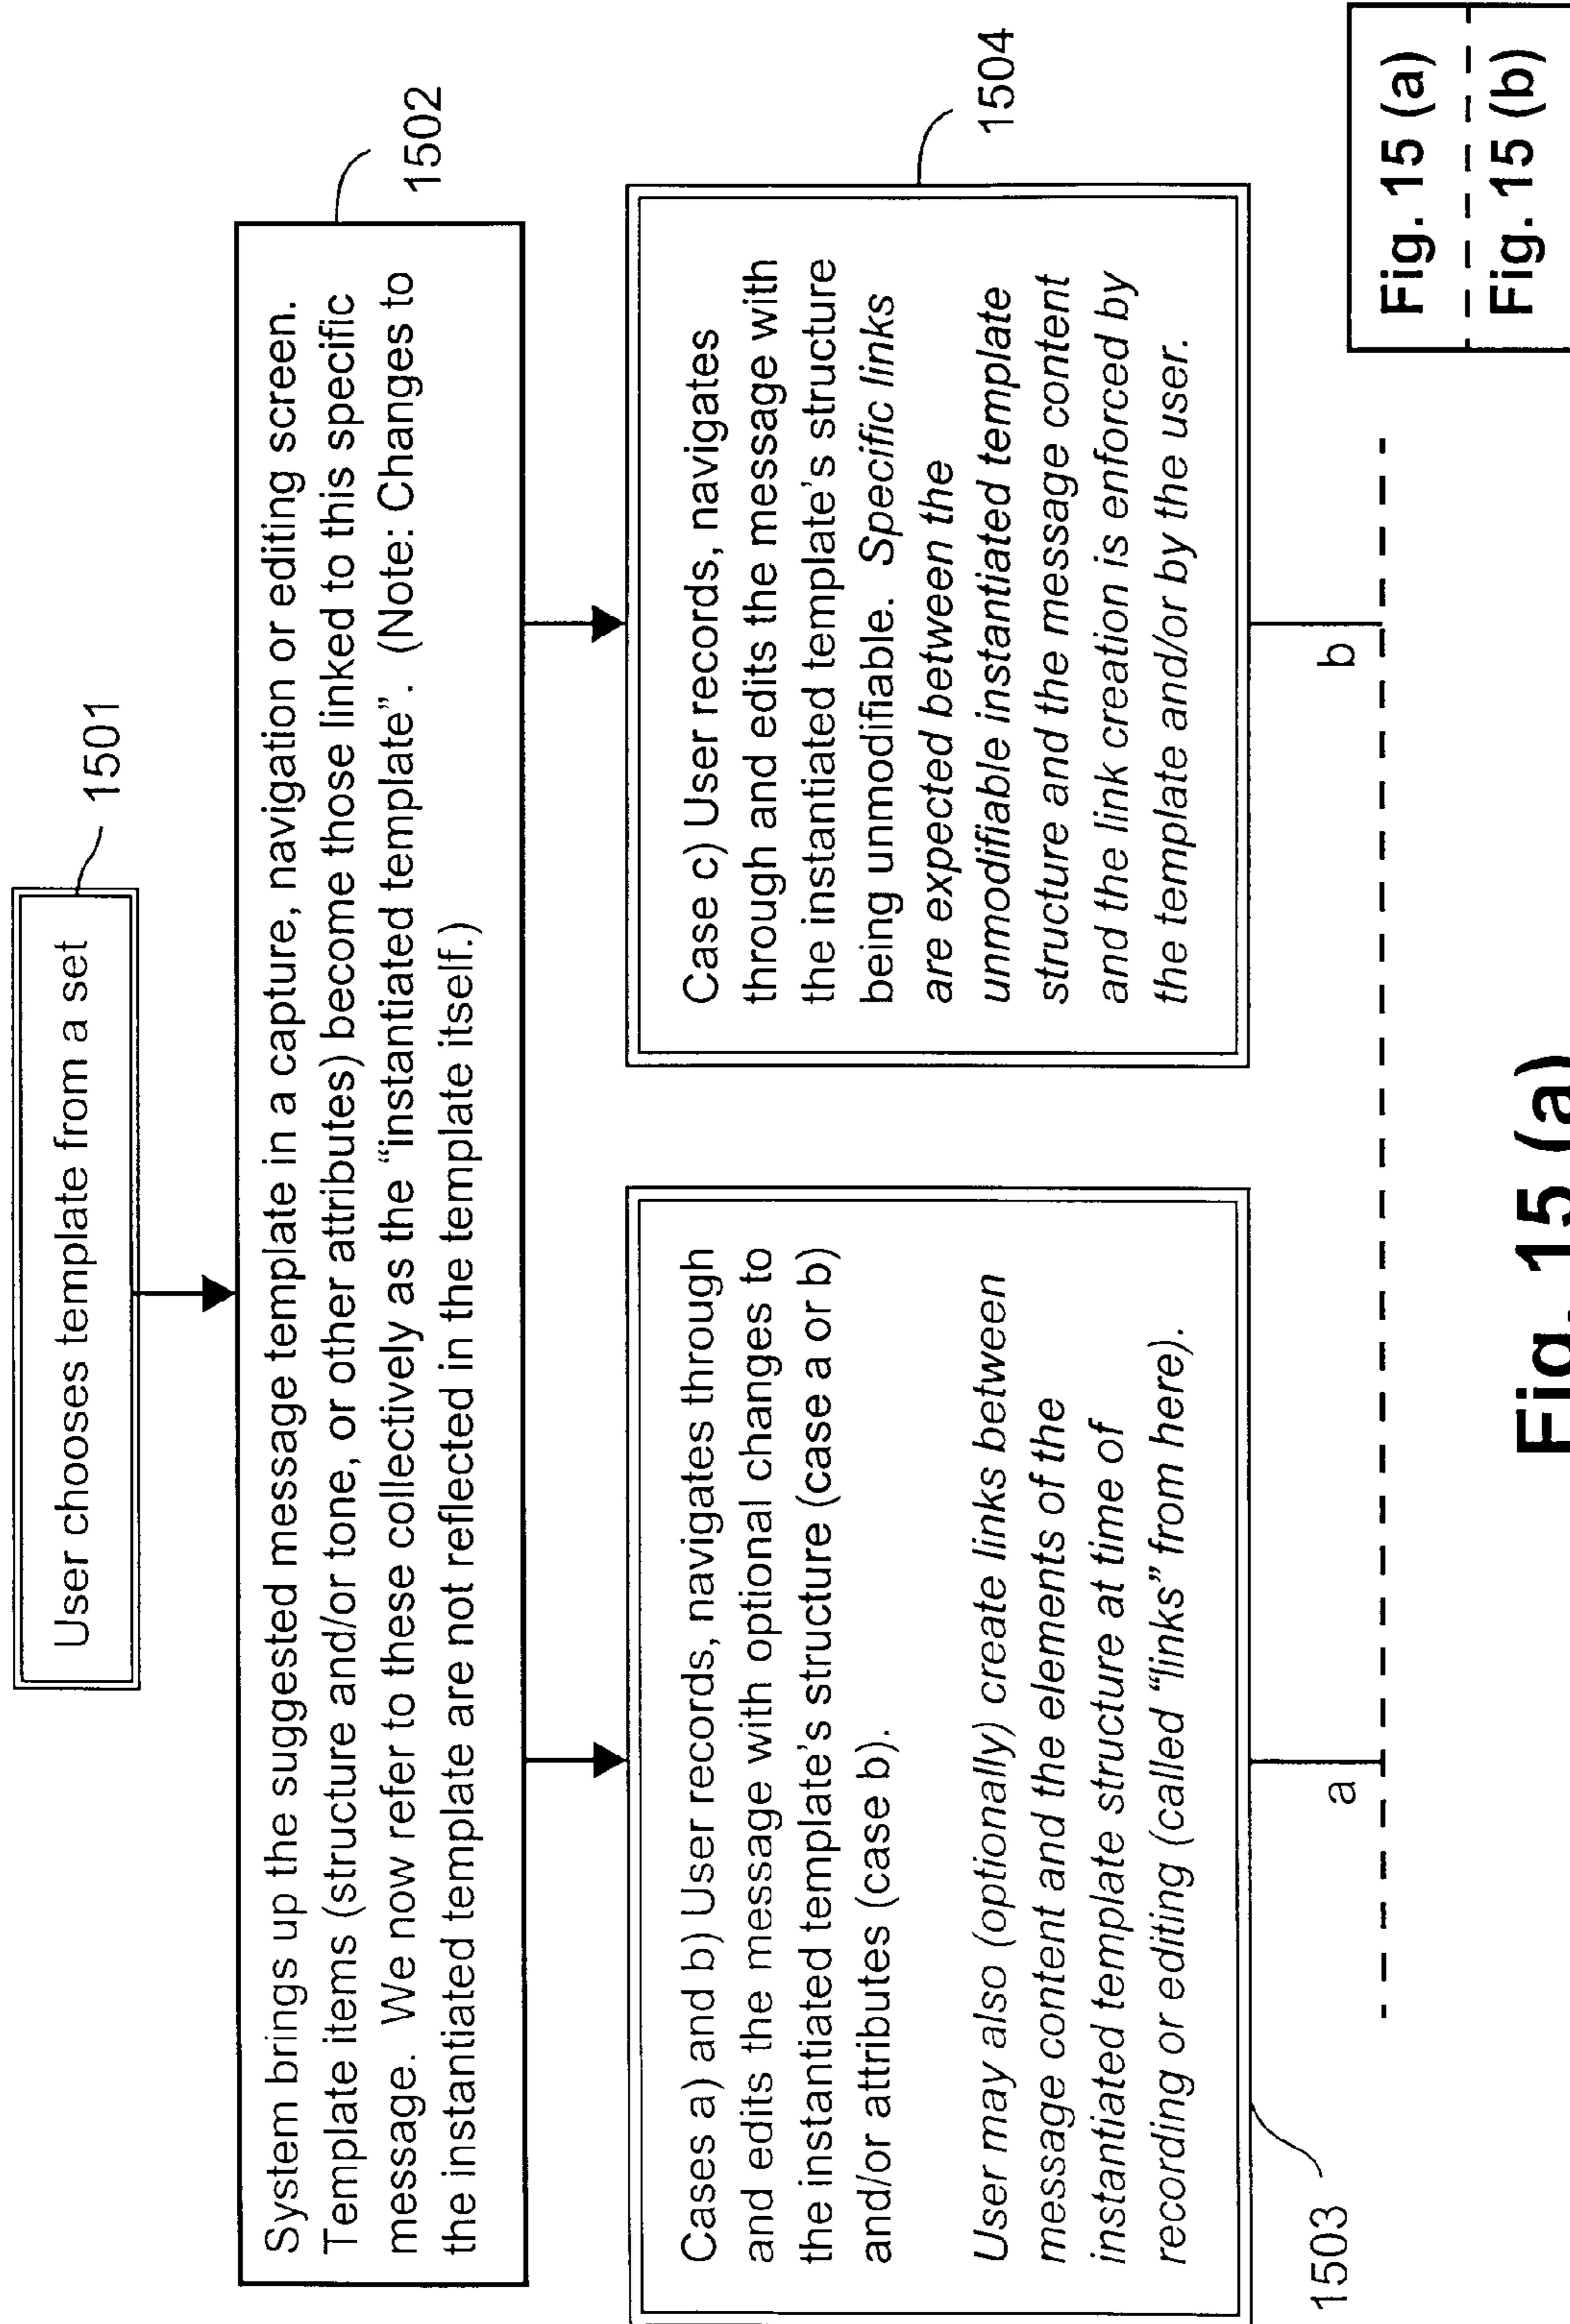 User chooses template from a set
1501
System brings up the suggested message template in a capture, navigation or editing screen.
Template items (structure and/or tone, or other attributes) become those linked to this specific
message. We now refer to these collectively as the “instantiated template”. (Note: Changes to
the instantiated template are not reflected in the template itself.)
1502
Cases a) and b) User records, navigates through
and edits the message with optional changes to
the instantiated template's structure (case a or b)
and/or attributes (case b).
User may also (optionally) create links between
message content and the elements of the
instantiated template structure at time of
recording or editing (called “links” from here).
1503
Case c) User records, navigates
through and edits the message with
the instantiated template's structure
being unmodifiable. Specific links
are expected between the
unmodifiable instantiated template
structure and the message content
and the link creation is enforced by
the template and/or by the user.
1504
a
b
Fig. 15 (a)
Fig. 15 (a)
Fig. 15 (b)